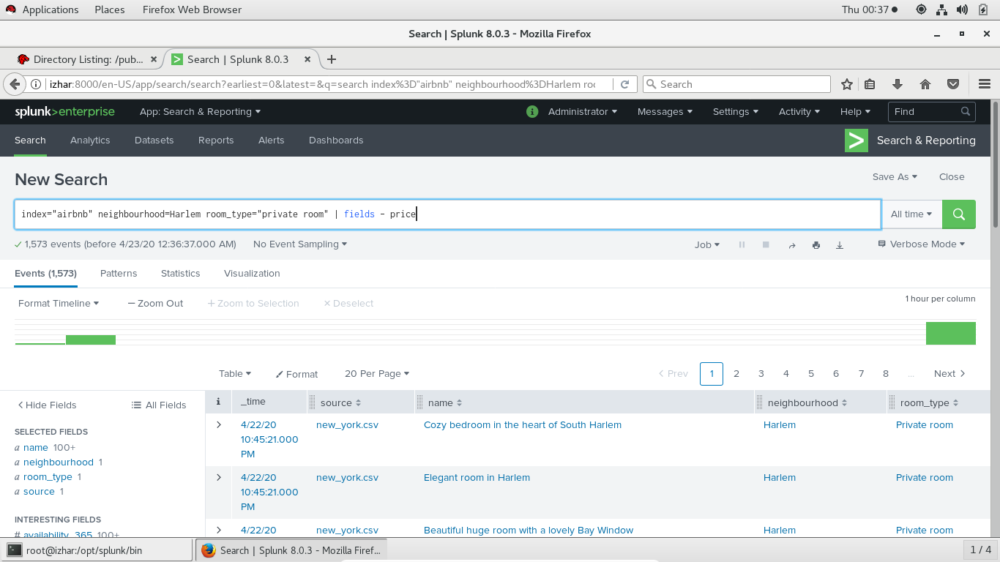 Applications Places Firefox Web Browser Thu 00:37
Search | Splunk 8.0.3 - Mozilla Firefox
Directory Listing: /pub... Search | Splunk 8.0.3
izhar:8000/en-US/app/search/search?earliest=0&latest=&q=search index%3D"airbnb" neighbourhood%3DHarlem roo Search
splunk>enterprise App: Search & Reporting Administrator Messages Settings Activity Help Find
Search Analytics Datasets Reports Alerts Dashboards Search & Reporting
New Search Save As Close
index="airbnb" neighbourhood=Harlem room_type="private room" | fields - price All time
1,573 events (before 4/23/20 12:36:37.000 AM) No Event Sampling Job Verbose Mode
Events (1,573) Patterns Statistics Visualization
Format Timeline — Zoom Out + Zoom to Selection × Deselect 1 hour per column
Table Format 20 Per Page < Prev 1 2 3 4 5 6 7 8 ... Next >
Hide Fields All Fields
i _time source name neighbourhood room_type
SELECTED FIELDS
a name 100+
a neighbourhood 1
a room_type 1
a source 1
INTERESTING FIELDS
# availability_365 100+
4/22/20 new_york.csv Cozy bedroom in the heart of South Harlem Harlem Private room
10:45:21.000
PM
4/22/20 new_york.csv Elegant room in Harlem Harlem Private room
10:45:21.000
PM
4/22/20 new_york.csv Beautiful huge room with a lovely Bay Window Harlem Private room
root@izhar:/opt/splunk/bin Search | Splunk 8.0.3 - Mozilla Firef... 1 / 4